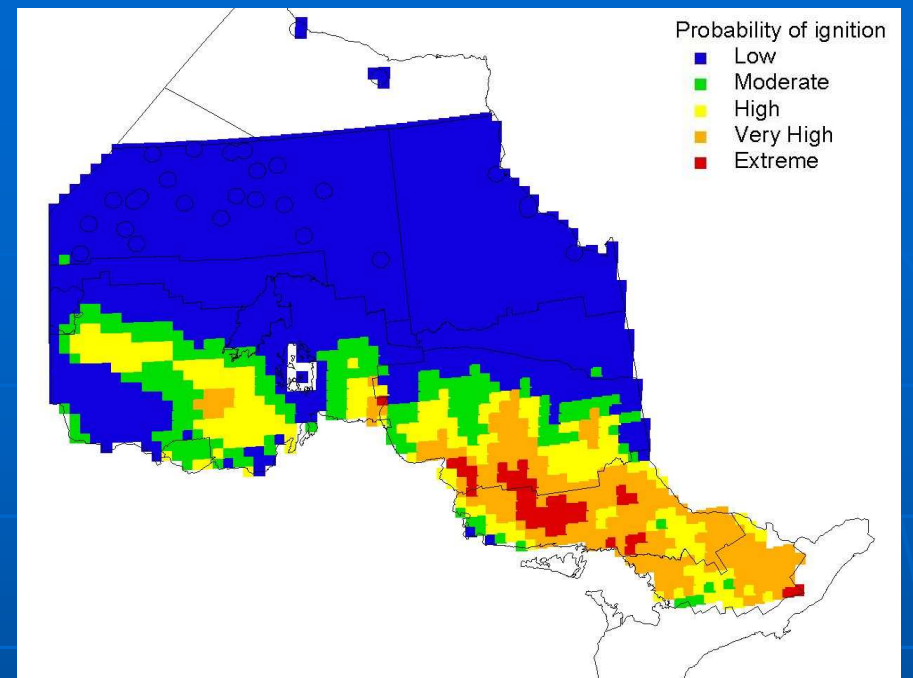 Probability of ignition
Low
Moderate
High
Very High
Extreme